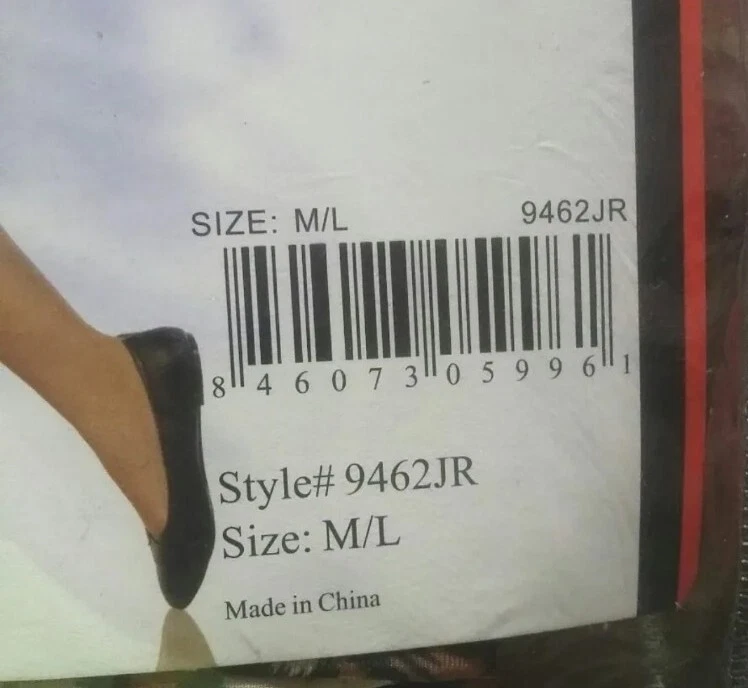 SIZE: M/L 9462JR
8 46073 05996 1
Style# 9462JR
Size: M/L
Made in China